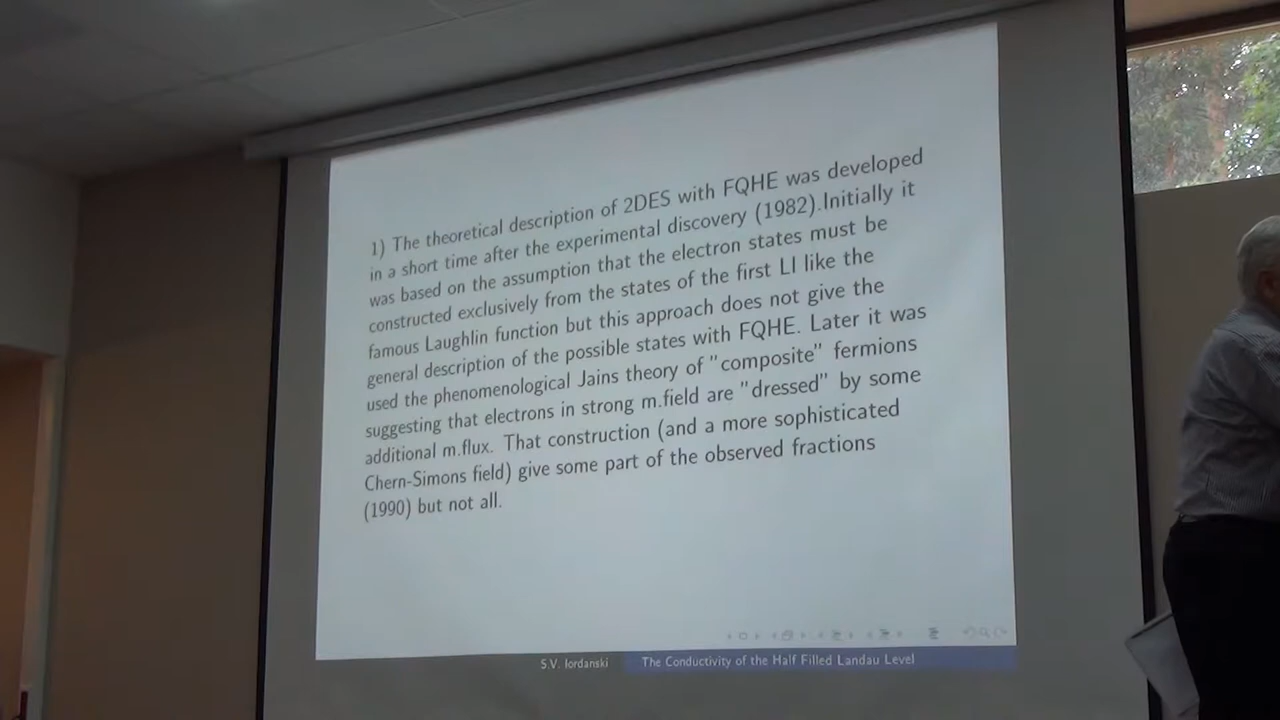 1) The theoretical description of 2DES with FQHE was developed
in a short time after the experimental discovery (1982).Initially it
was based on the assumption that the electron states must be
constructed exclusively from the states of the first Ll like the
famous Laughlin function but this approach does not give the
general description of the possible states with FQHE. Later it was
used the phenomenological Jains theory of "composite" fermions
suggesting that electrons in strong m.field are "dressed" by some
additional m.flux. That construction (and a more sophisticated
Chern-Simons field) give some part of the observed fractions
(1990) but not all.
S.V. Iordanski The Conductivity of the Half Filled Landau Level